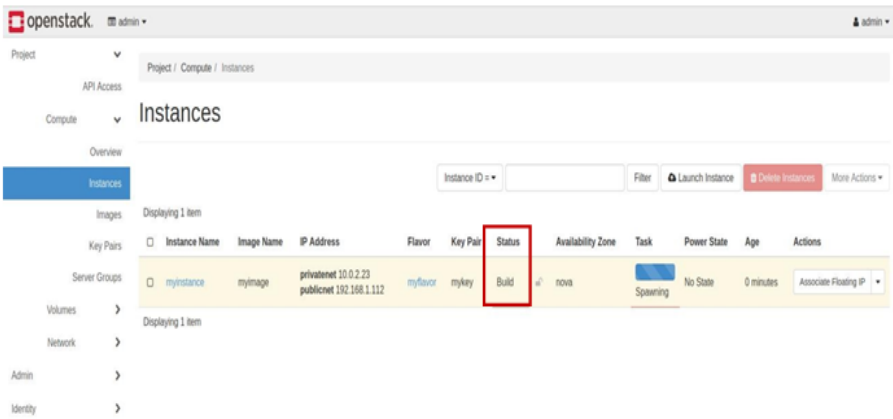 openstack. admin admin
Project
API Access
Compute
Overview
Instances
Images
Key Pairs
Server Groups
Volumes
Network
Admin
Identity
Project / Compute / Instances
Instances
Instance ID = Filter Launch Instance Delete Instances More Actions
Displaying 1 item
Instance Name Image Name IP Address Flavor Key Pair Status Availability Zone Task Power State Age Actions
myinstance myimage privatenet 10.0.2.23 myflavor mykey Build nova Spawning No State 0 minutes Associate Floating IP
publicnet 192.168.1.112
Displaying 1 item